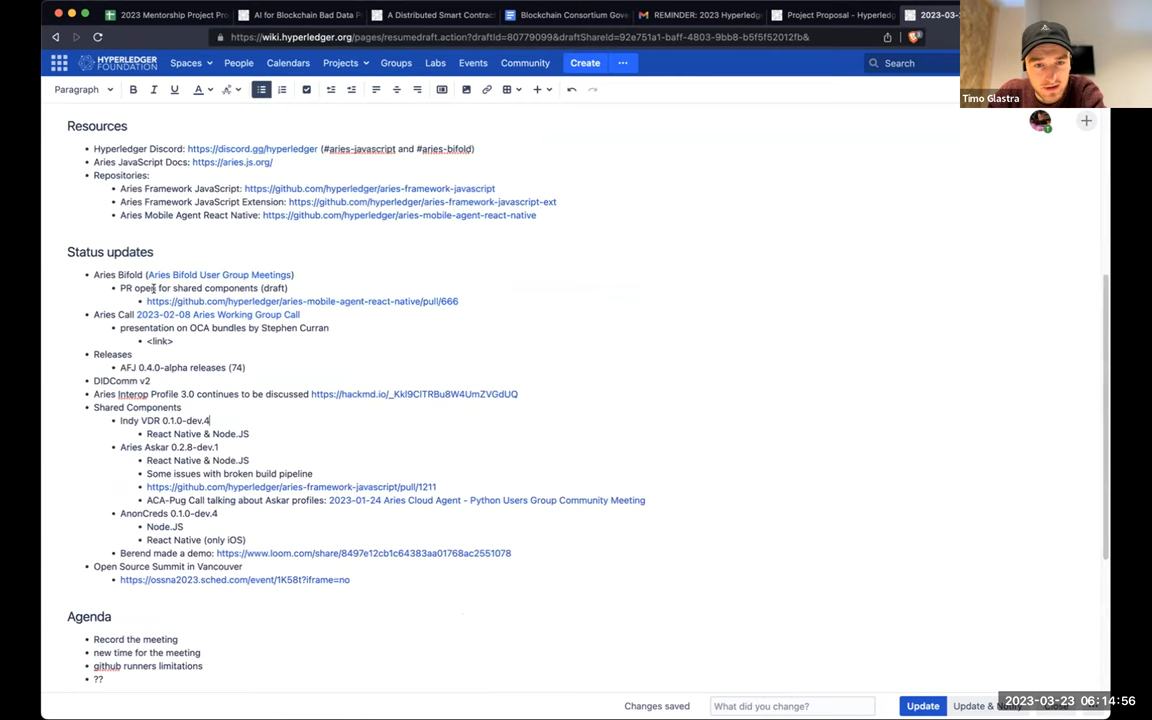 2023 Mentorship Project Pro
AI for Blockchain Bad Data P
A Distributed Smart Contrac
Blockchain Consortium Gov
REMINDER: 2023 Hyperledg
Project Proposal - Hyperledg
2023-03-
https://wiki.hyperledger.org/pages/resumedraft.action?draftId=80779099&draftShareId=92e751a1-baff-4803-9bb8-b5f5f52012fb&
HYPERLEDGER FOUNDATION Spaces People Calendars Projects Groups Labs Events Community Create ... Search
Paragraph B I U A
Timo Glastra
Resources
• Hyperledger Discord: https://discord.gg/hyperledger (#aries-javascript and #aries-bifold)
• Aries JavaScript Docs: https://aries.js.org/
• Repositories:
• Aries Framework JavaScript: https://github.com/hyperledger/aries-framework-javascript
• Aries Framework JavaScript Extension: https://github.com/hyperledger/aries-framework-javascript-ext
• Aries Mobile Agent React Native: https://github.com/hyperledger/aries-mobile-agent-react-native
Status updates
• Aries Bifold (Aries Bifold User Group Meetings)
• PR open for shared components (draft)
• https://github.com/hyperledger/aries-mobile-agent-react-native/pull/666
• Aries Call 2023-02-08 Aries Working Group Call
• presentation on OCA bundles by Stephen Curran
• <link>
• Releases
• AFJ 0.4.0-alpha releases (74)
• DIDComm v2
• Aries Interop Profile 3.0 continues to be discussed https://hackmd.io/_Kkl9ClTRBu8W4UmZVGdUQ
• Shared Components
• Indy VDR 0.1.0-dev.4
• React Native & Node.JS
• Aries Askar 0.2.8-dev.1
• React Native & Node.JS
• Some issues with broken build pipeline
• https://github.com/hyperledger/aries-framework-javascript/pull/1211
• ACA-Pug Call talking about Askar profiles: 2023-01-24 Aries Cloud Agent - Python Users Group Community Meeting
• AnonCreds 0.1.0-dev.4
• Node.JS
• React Native (only iOS)
• Berend made a demo: https://www.loom.com/share/8497e12cb1c64383aa01768ac2551078
• Open Source Summit in Vancouver
• https://ossna2023.sched.com/event/1K58t?iframe=no
Agenda
• Record the meeting
• new time for the meeting
• github runners limitations
• ??
Changes saved What did you change? Update Update & Notify
2023-03-23 06:14:56